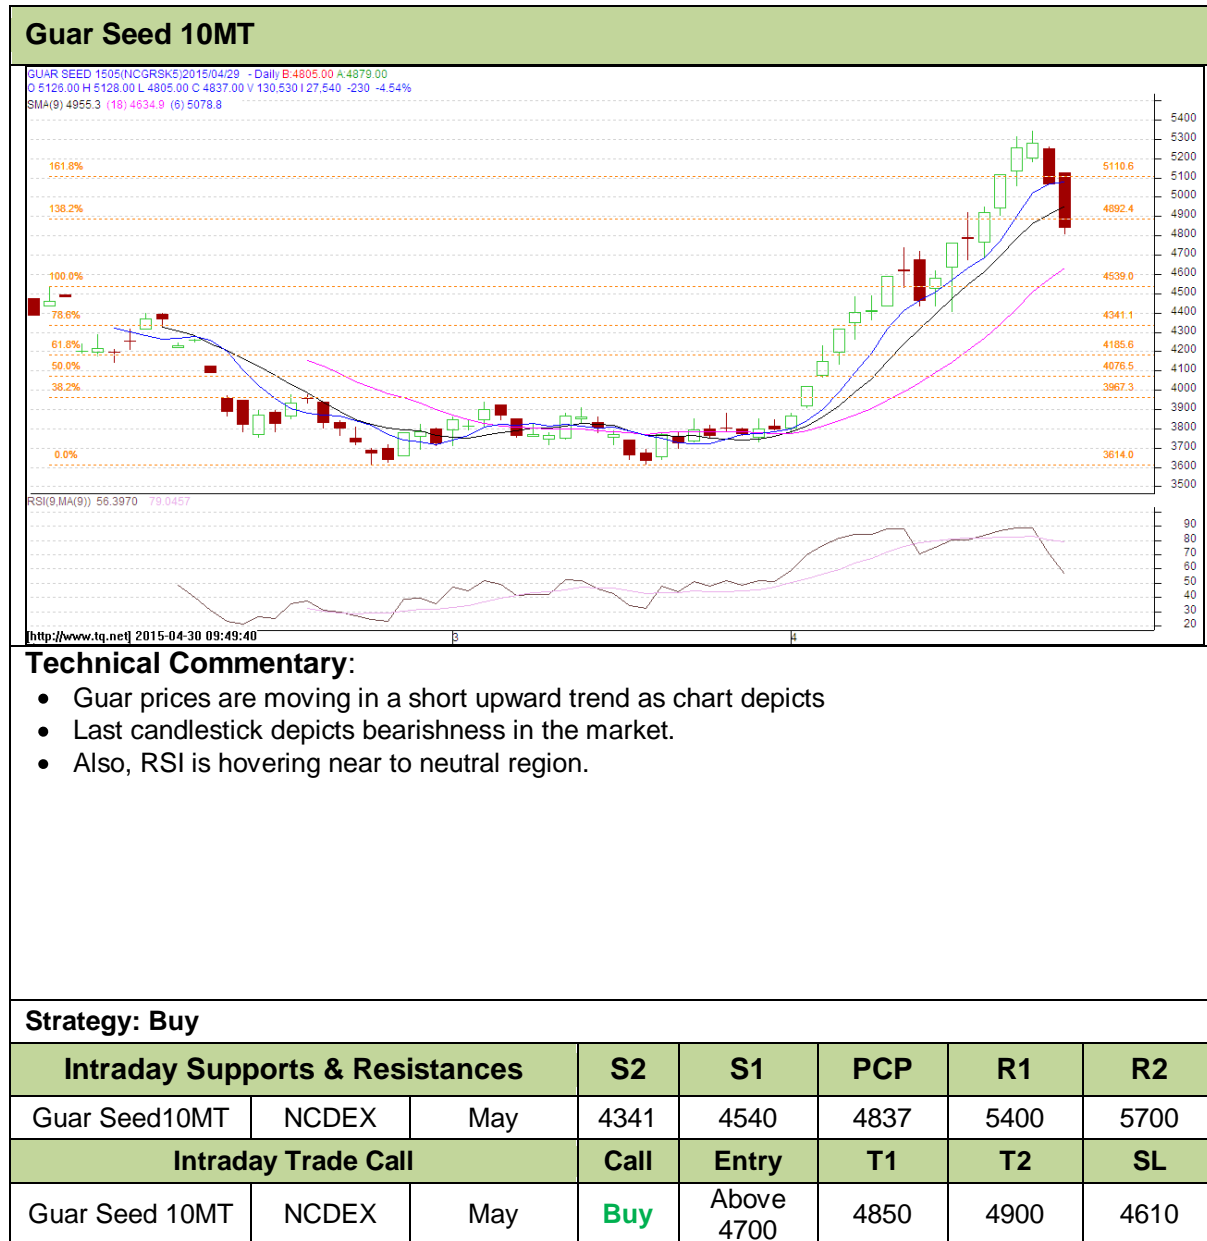 Guar Seed 10MT
GUAR SEED 1505(NCGRSK5)2015/04/29 - Daily B:4805.00 A:4879.00
O 5126.00 H 5128.00 L 4805.00 C 4837.00 V 130,530 I 27,540 -230 -4.54%
SMA(9) 4955.3 (18) 4634.9 (6) 5078.8
5400
5300
5200
161.8% 5110.6
5100
5000
138.2% 4892.4
4900
4800
4700
4600
100.0% 4539.0
4500
4400
78.6% 4341.1
4300
61.8% 4185.6
4200
4100
50.0% 4076.5
4000
38.2% 3967.3
3900
3800
3700
0.0% 3614.0
3600
3500
RSI(9,MA(9)) 56.3970 79.0457
90
80
70
60
50
40
30
20
[http://www.tq.net] 2015-04-30 09:49:40 3 4
Technical Commentary:
• Guar prices are moving in a short upward trend as chart depicts
• Last candlestick depicts bearishness in the market.
• Also, RSI is hovering near to neutral region.
Strategy: Buy
Intraday Supports & Resistances S2 S1 PCP R1 R2
Guar Seed10MT NCDEX May 4341 4540 4837 5400 5700
Intraday Trade Call Call Entry T1 T2 SL
Guar Seed 10MT NCDEX May Buy Above 4700 4850 4900 4610